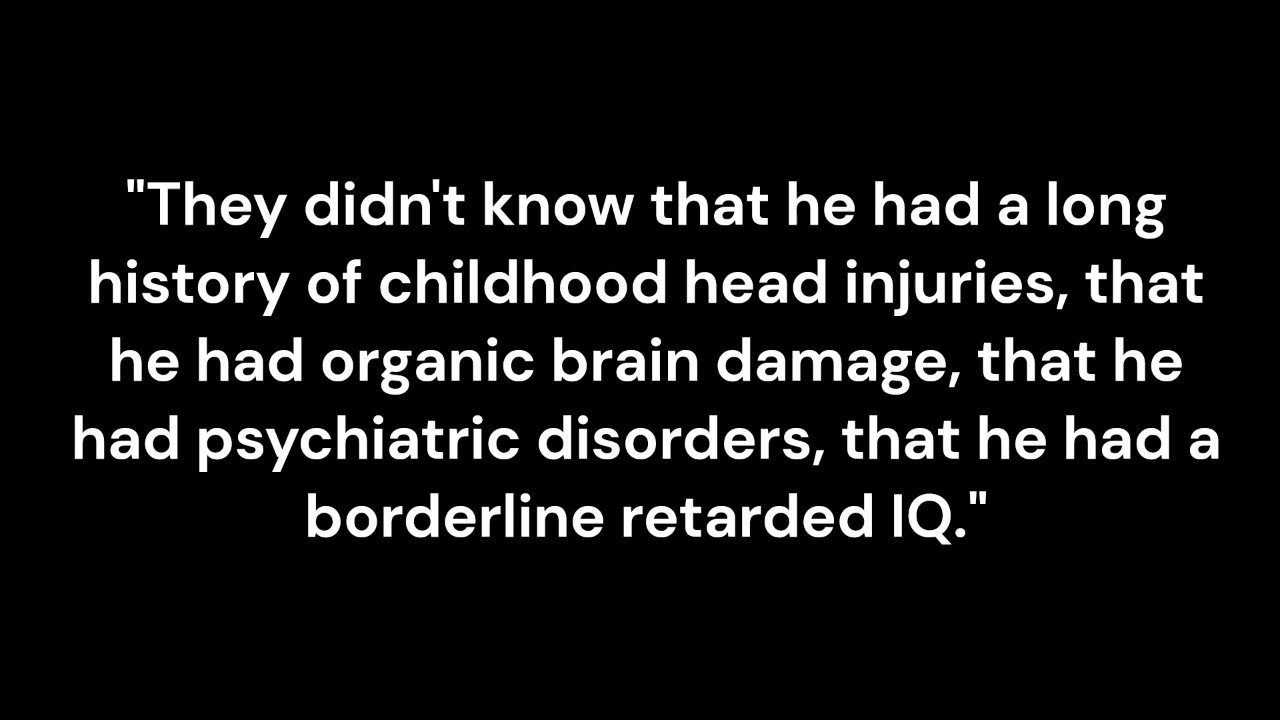 "They didn't know that he had a long
history of childhood head injuries, that
he had organic brain damage, that he
had psychiatric disorders, that he had a
borderline retarded IQ."